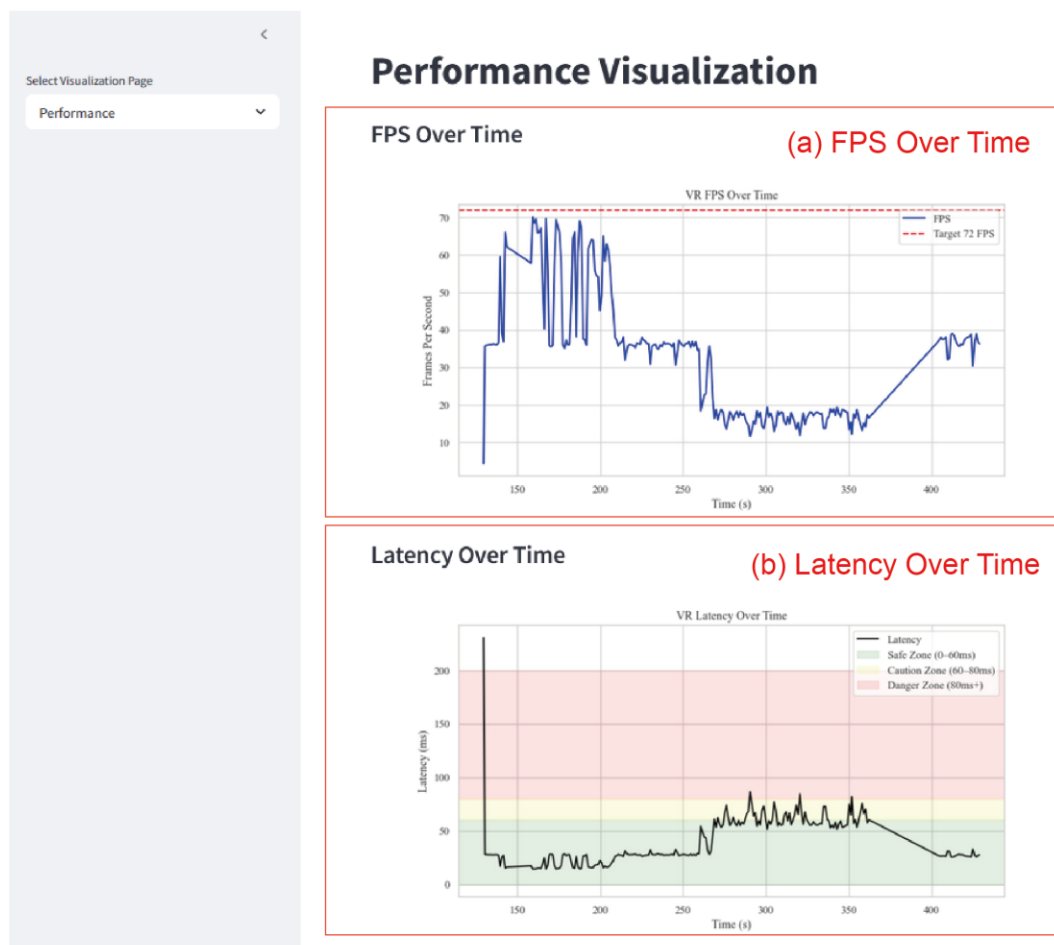 Select Visualization Page
Performance
Performance Visualization
FPS Over Time
(a) FPS Over Time
VR FPS Over Time
FPS
Target 72 FPS
Frames Per Second
70
60
50
40
30
20
10
150
200
250
300
350
400
Time (s)
Latency Over Time
(b) Latency Over Time
VR Latency Over Time
Latency
Safe Zone (0–60ms)
Caution Zone (60–80ms)
Danger Zone (80ms+)
Latency (ms)
200
150
100
50
0
150
200
250
300
350
400
Time (s)